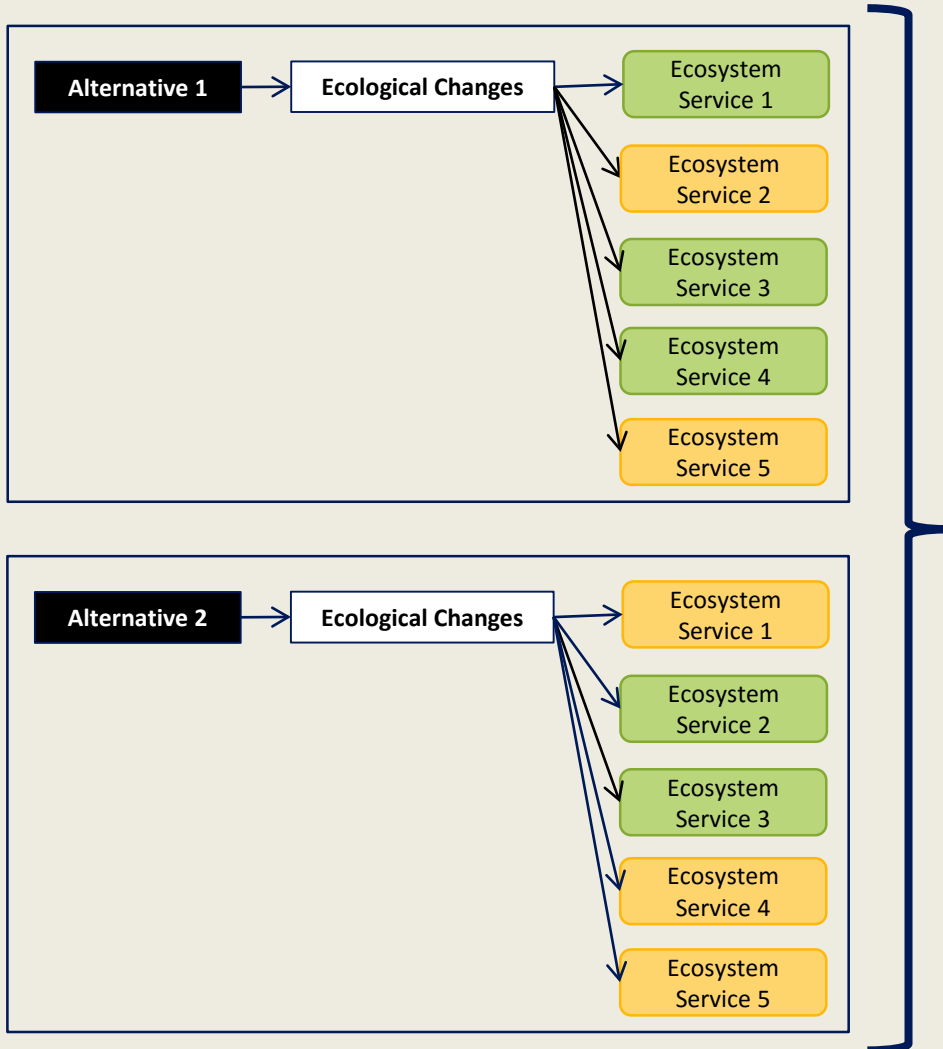 Alternative 1
Ecological Changes
Ecosystem
Service 1
Ecosystem
Service 2
Ecosystem
Service 3
Ecosystem
Service 4
Ecosystem
Service 5
Alternative 2
Ecological Changes
Ecosystem
Service 1
Ecosystem
Service 2
Ecosystem
Service 3
Ecosystem
Service 4
Ecosystem
Service 5